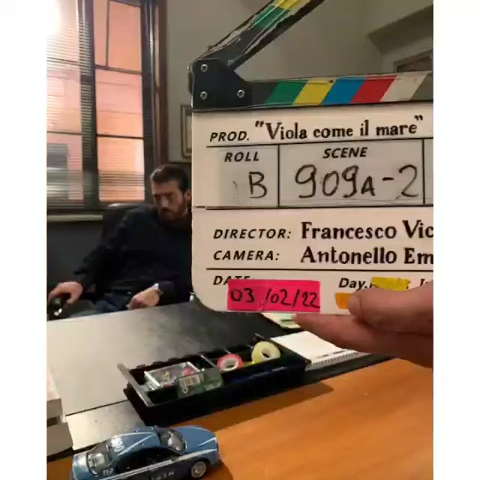 PROD. "Viola come il mare"
ROLL SCENE
B 909A-2
DIRECTOR: Francesco Vic
CAMERA: Antonello Em
DATE Day
03/02/22